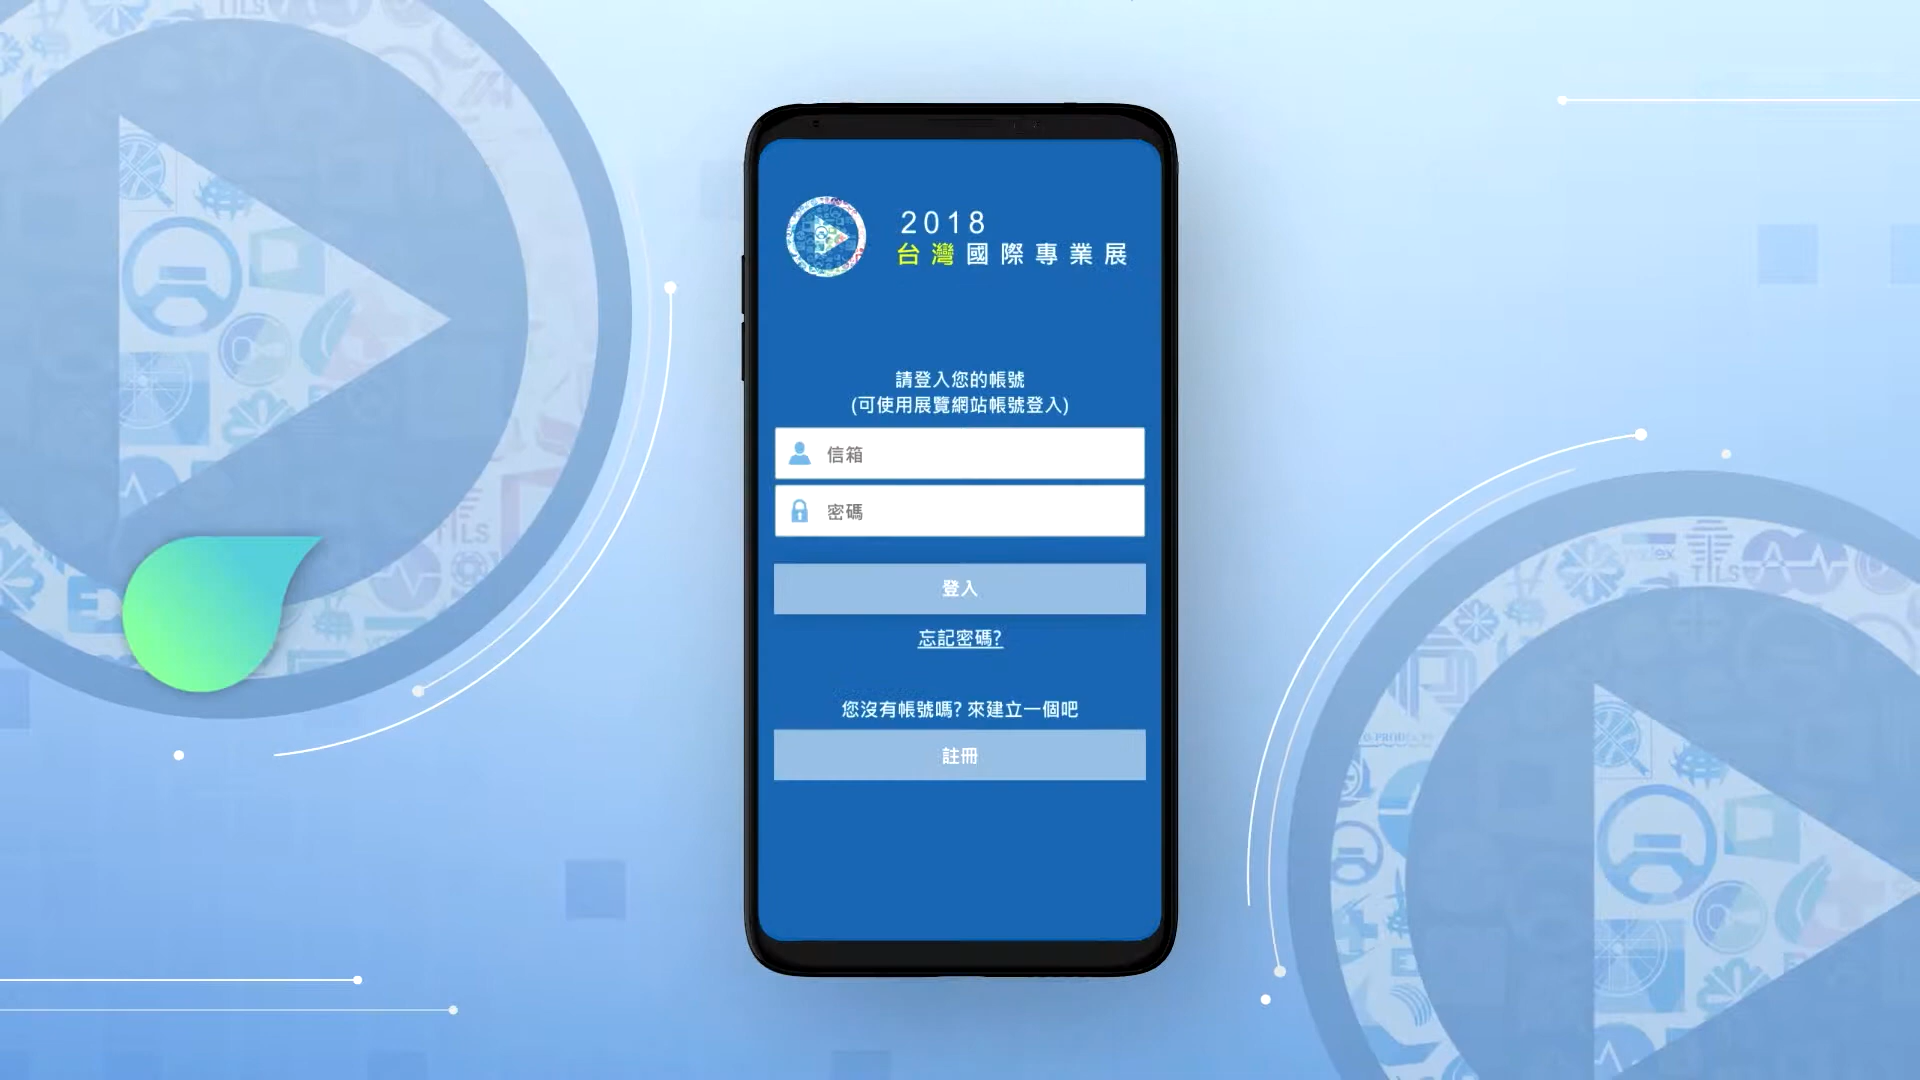 2018
台灣國際專業展
請登入您的帳號
(可使用展覽網站帳號登入)
信箱
密碼
登入
忘記密碼?
您沒有帳號嗎? 來建立一個吧
註冊
TILS
TILS